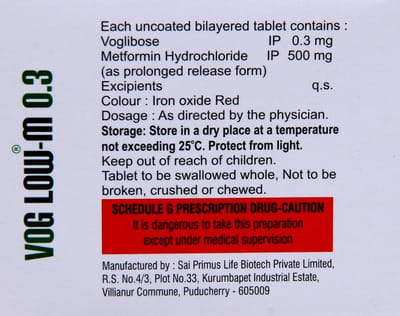 VOG LOW®-M 0.3
Each uncoated bilayered tablet contains :
Voglibose IP 0.3 mg
Metformin Hydrochloride IP 500 mg
(as prolonged release form)
Excipients q.s.
Colour : Iron oxide Red
Dosage : As directed by the physician.
Storage: Store in a dry place at a temperature
not exceeding 25°C. Protect from light.
Keep out of reach of children.
Tablet to be swallowed whole, Not to
be broken, crushed or chewed.
SCHEDULE G PRESCRIPTION DRUG-CAUTION
It is dangerous to take this preparation
except under medical supervision
Manufactured by : Sai Primus Life Biotech Private Limited,
R.S. No.4/3, Plot No.33, Kurumbapet Industrial Estate,
Villianur Commune, Puducherry - 605009